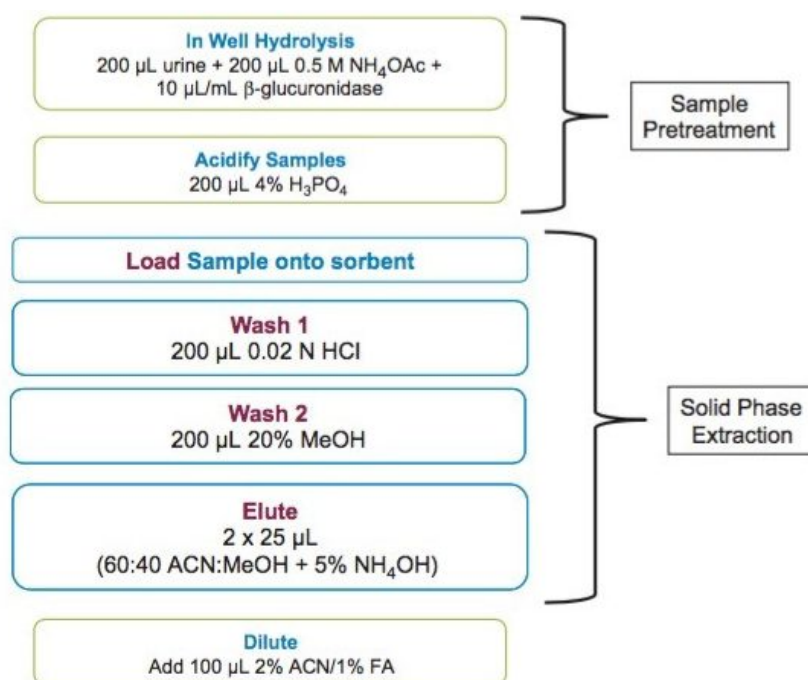 In Well Hydrolysis
200 µL urine + 200 µL 0.5 M NH₄OAc +
10 µL/mL β-glucuronidase
Acidify Samples
200 µL 4% H₃PO₄
Sample
Pretreatment
Load Sample onto sorbent
Wash 1
200 µL 0.02 N HCl
Wash 2
200 µL 20% MeOH
Elute
2 x 25 µL
(60:40 ACN:MeOH + 5% NH₄OH)
Solid Phase
Extraction
Dilute
Add 100 µL 2% ACN/1% FA